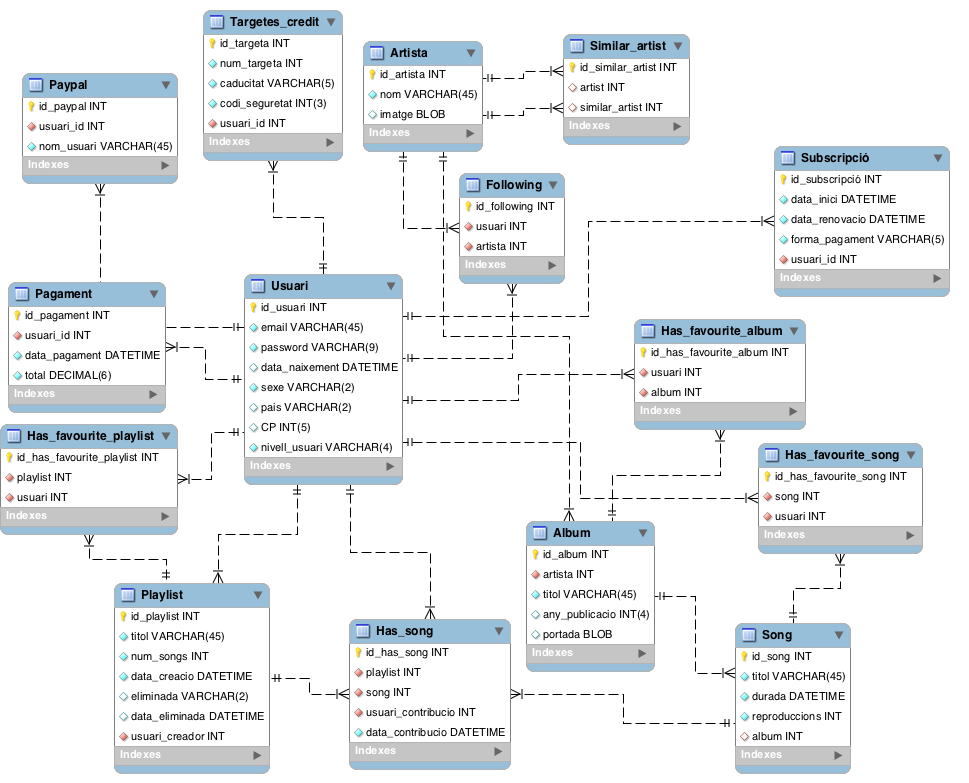 Targetes_credit
id_targeta INT
num_targeta INT
caducitat VARCHAR(5)
codi_seguretat INT(3)
usuari_id INT
Indexes
Artista
id_artista INT
nom VARCHAR(45)
imatge BLOB
Indexes
Similar_artist
id_similar_artist INT
artist INT
similar_artist INT
Indexes
Paypal
id_paypal INT
usuari_id INT
nom_usuari VARCHAR(45)
Indexes
Following
id_following INT
usuari INT
artista INT
Indexes
Subscripció
id_subscripció INT
data_inici DATETIME
data_renovacio DATETIME
forma_pagament VARCHAR(5)
usuari_id INT
Indexes
Pagament
id_pagament INT
usuari_id INT
data_pagament DATETIME
total DECIMAL(6)
Indexes
Usuari
id_usuari INT
email VARCHAR(45)
password VARCHAR(9)
data_naixement DATETIME
sexe VARCHAR(2)
pais VARCHAR(2)
CP INT(5)
nivell_usuari VARCHAR(4)
Indexes
Has_favourite_album
id_has_favourite_album INT
usuari INT
album INT
Indexes
Has_favourite_playlist
id_has_favourite_playlist INT
playlist INT
usuari INT
Indexes
Has_favourite_song
id_has_favourite_song INT
song INT
usuari INT
Indexes
Album
id_album INT
artista INT
titol VARCHAR(45)
any_publicacio INT(4)
portada BLOB
Indexes
Playlist
id_playlist INT
titol VARCHAR(45)
num_songs INT
data_creacio DATETIME
eliminada VARCHAR(2)
data_eliminada DATETIME
usuari_creador INT
Indexes
Has_song
id_has_song INT
playlist INT
song INT
usuari_contribucio INT
data_contribucio DATETIME
Indexes
Song
id_song INT
titol VARCHAR(45)
durada DATETIME
reproduccions INT
album INT
Indexes